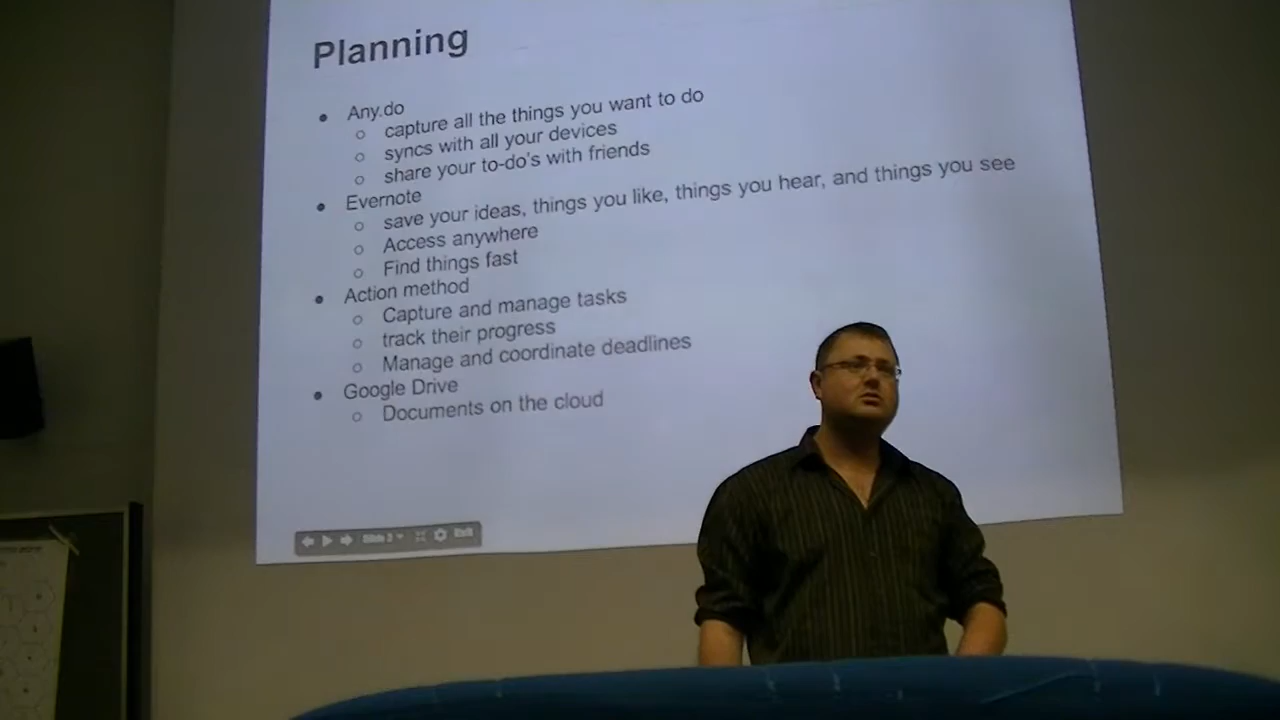 Planning
Any.do
capture all the things you want to do
syncs with all your devices
share your to-do's with friends
Evernote
save your ideas, things you like, things you hear, and things you see
Access anywhere
Find things fast
Action method
Capture and manage tasks
track their progress
Manage and coordinate deadlines
Google Drive
Documents on the cloud
Exit